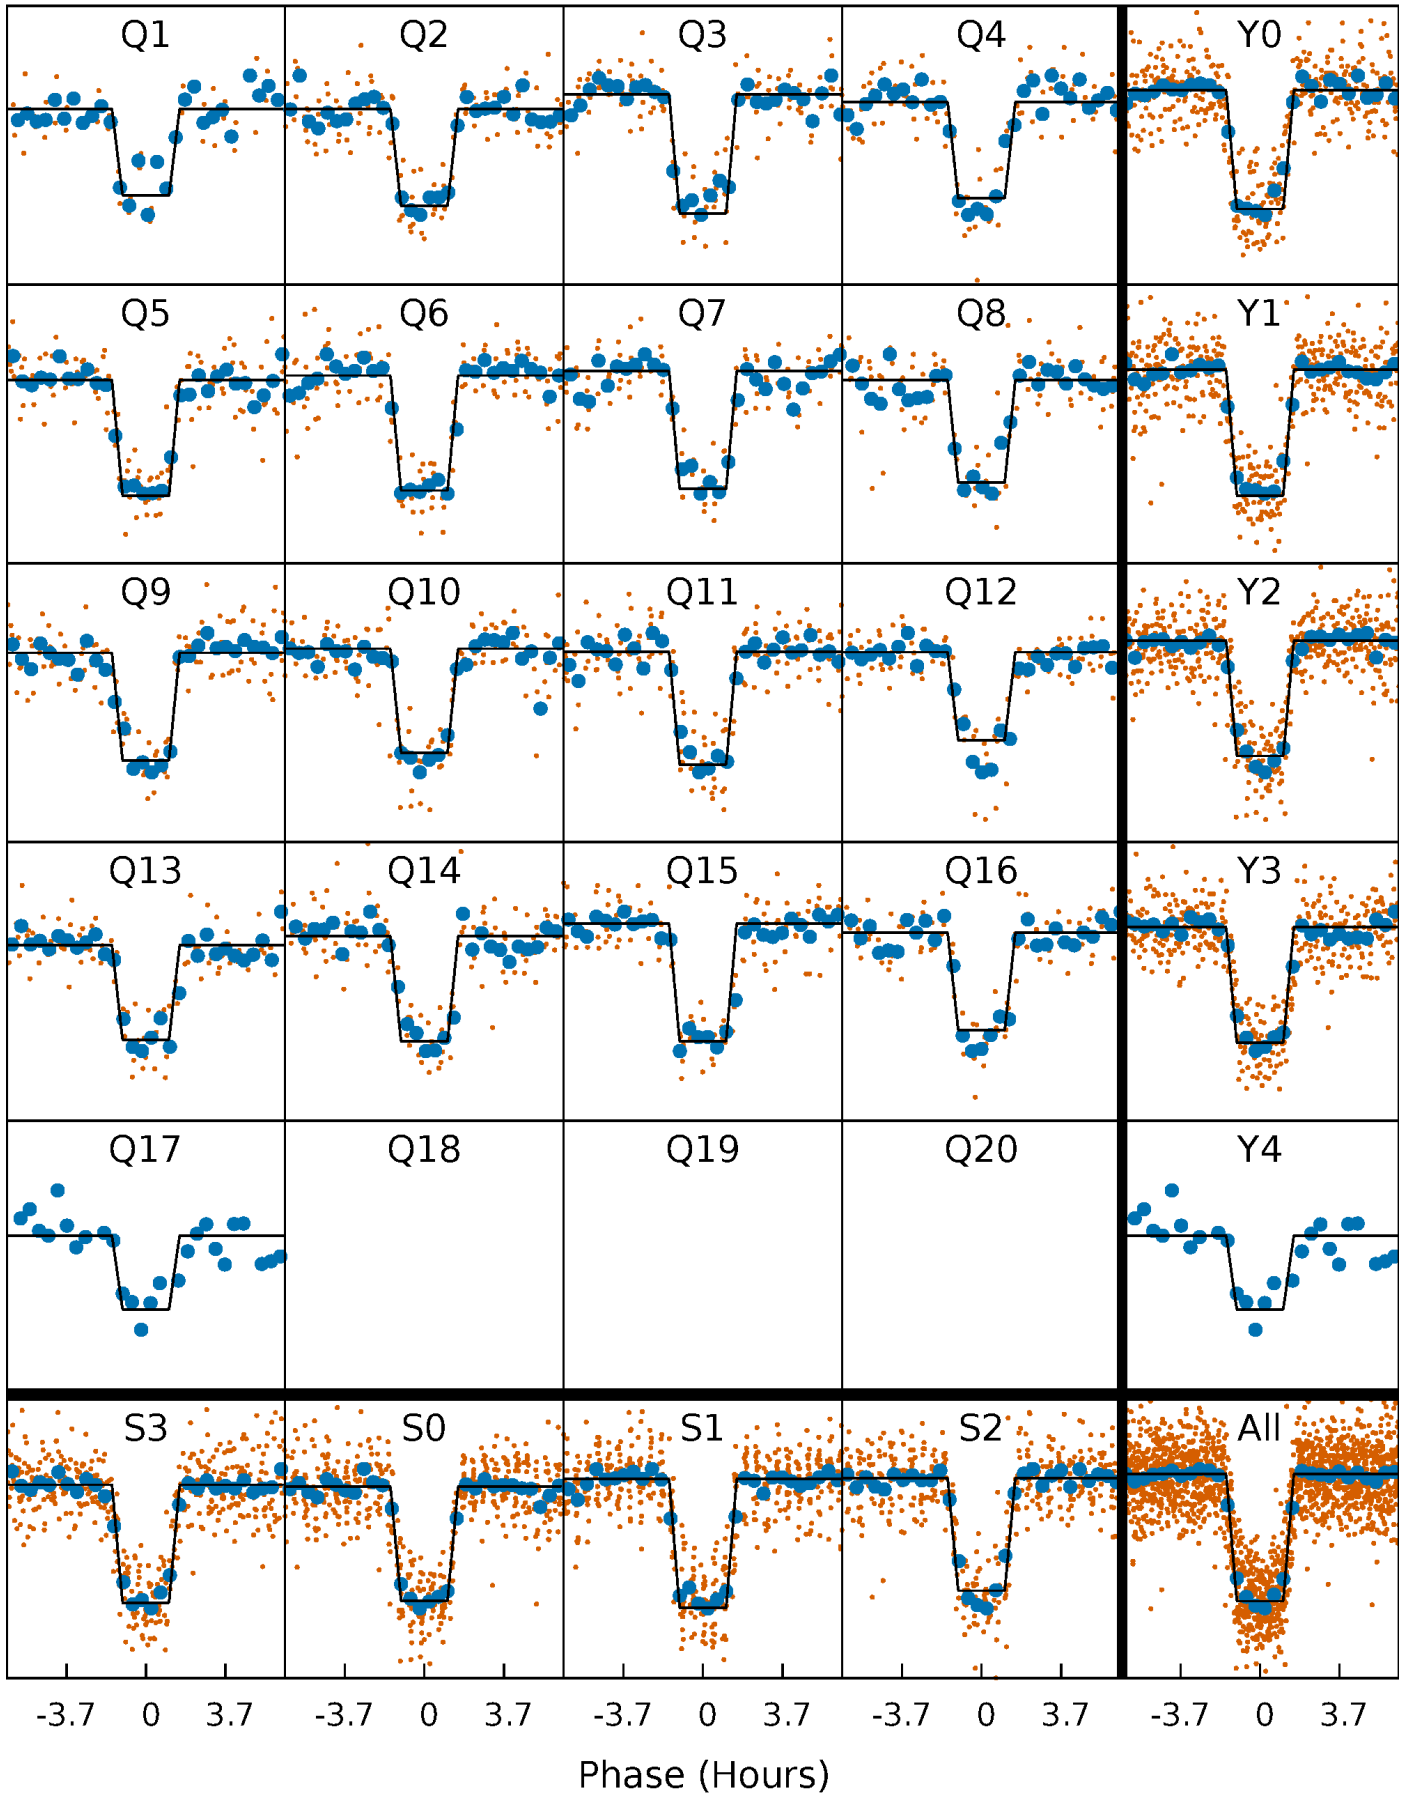 Q1 Q2 Q3 Q4 Y0
Q5 Q6 Q7 Q8 Y1
Q9 Q10 Q11 Q12 Y2
Q13 Q14 Q15 Q16 Y3
Q17 Q18 Q19 Q20 Y4
S3 S0 S1 S2 All
-3.7 0 3.7 -3.7 0 3.7 -3.7 0 3.7 -3.7 0 3.7 -3.7 0 3.7
Phase (Hours)